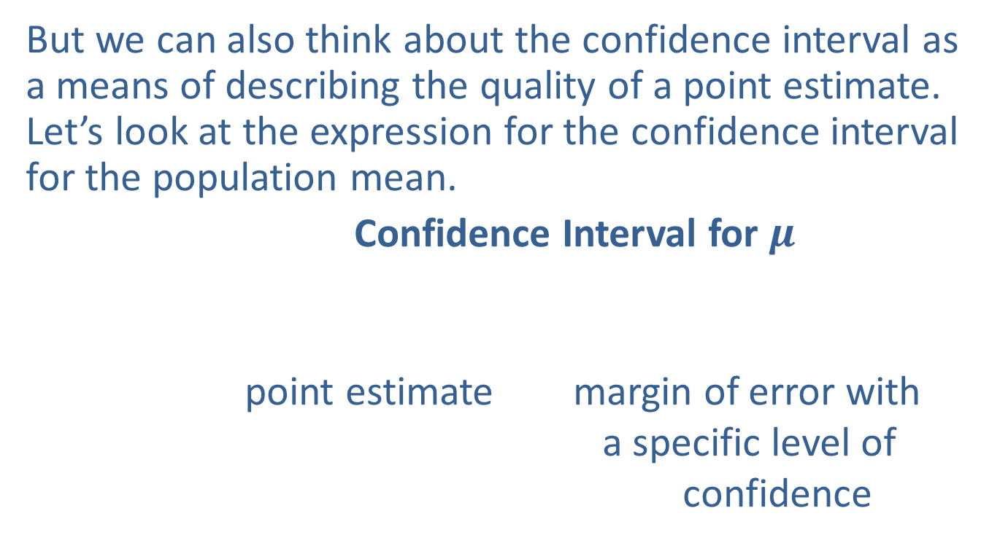 But we can also think about the confidence interval as
a means of describing the quality of a point estimate.
Let’s look at the expression for the confidence interval
for the population mean.
Confidence Interval for μ
point estimate
margin of error with
a specific level of
confidence